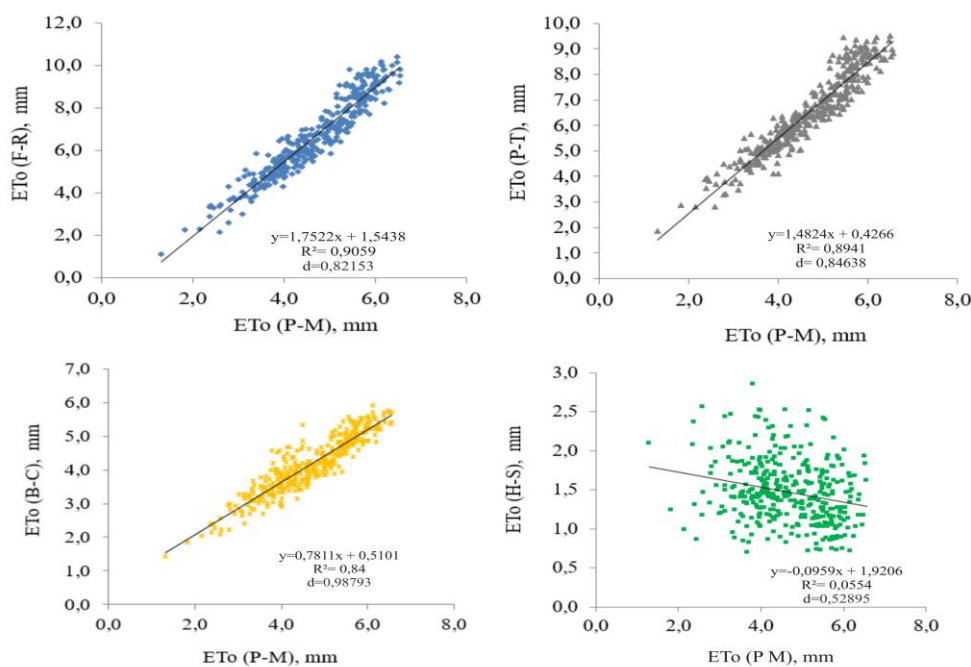 12,0
10,0
8,0
6,0
4,0
2,0
0,0
ETo (F-R), mm
y=1,7522x + 1,5438
R²= 0,9059
d=0,82153
0,0 2,0 4,0 6,0 8,0
ETo (P-M), mm
10,0
9,0
8,0
7,0
6,0
5,0
4,0
3,0
2,0
1,0
0,0
ETo (P-T), mm
y=1,4824x + 0,4266
R²= 0,8941
d= 0,84638
0,0 2,0 4,0 6,0 8,0
ETo (P-M), mm
7,0
6,0
5,0
4,0
3,0
2,0
1,0
0,0
ETo (B-C), mm
y=0,7811x + 0,5101
R²= 0,84
d=0,98793
0,0 2,0 4,0 6,0 8,0
ETo (P-M), mm
3,0
2,5
2,0
1,5
1,0
0,5
0,0
ETo (H-S), mm
y=-0,0959x + 1,9206
R²= 0,0554
d=0,52895
0,0 2,0 4,0 6,0 8,0
ETo (P M), mm